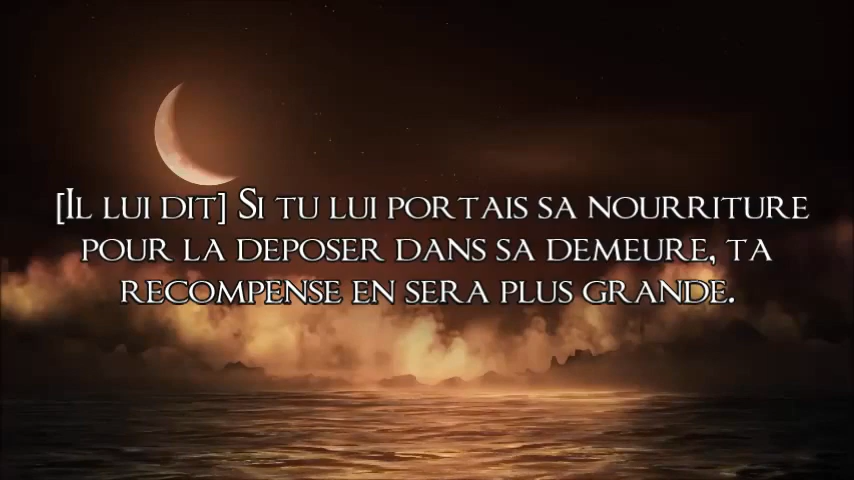 [Il lui dit] Si tu lui portais sa nourriture
pour la deposer dans sa demeure, ta
recompense en sera plus grande.